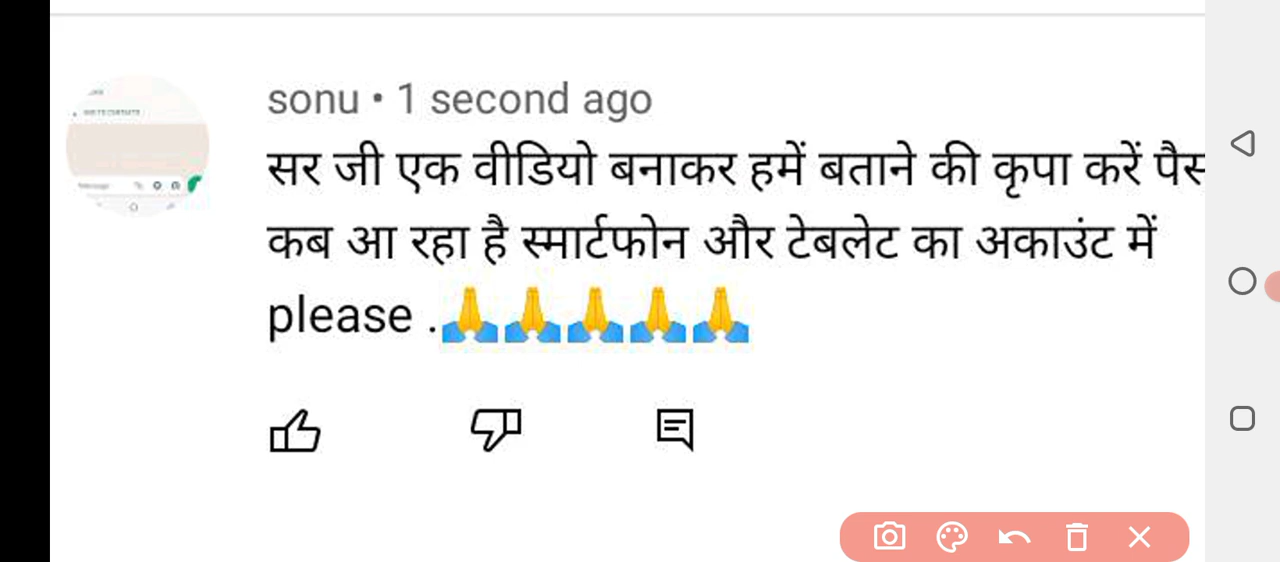 sonu • 1 second ago
सर जी एक वीडियो बनाकर हमें बताने की कृपा करें
कब आ रहा है स्मार्टफोन और टेबलेट का अकाउंट में
please .🙏🙏🙏🙏🙏